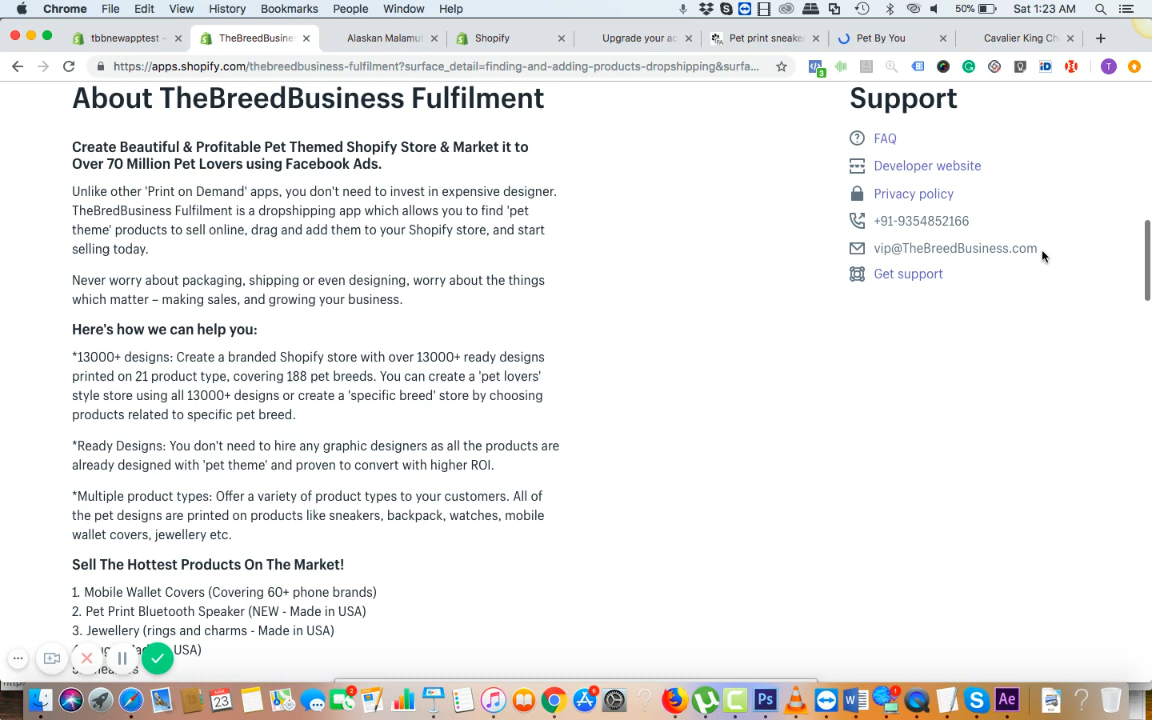 Chrome File Edit View History Bookmarks People Window Help 50% Sat 1:23 AM
tbbnewapptest – TheBreedBusine Alaskan Malamut Shopify Upgrade your a Pet print sneake Pet By You Cavalier King Ch
https://apps.shopify.com/thebreedbusiness-fulfilment?surface_detail=finding-and-adding-products-dropshipping&surfa...
About TheBreedBusiness Fulfilment
Create Beautiful & Profitable Pet Themed Shopify Store & Market it to
Over 70 Million Pet Lovers using Facebook Ads.
Unlike other 'Print on Demand' apps, you don't need to invest in expensive designer.
TheBredBusiness Fulfilment is a dropshipping app which allows you to find 'pet
theme' products to sell online, drag and add them to your Shopify store, and start
selling today.
Never worry about packaging, shipping or even designing, worry about the things
which matter – making sales, and growing your business.
Here's how we can help you:
*13000+ designs: Create a branded Shopify store with over 13000+ ready designs
printed on 21 product type, covering 188 pet breeds. You can create a 'pet lovers'
style store using all 13000+ designs or create a 'specific breed' store by choosing
products related to specific pet breed.
*Ready Designs: You don't need to hire any graphic designers as all the products are
already designed with 'pet theme' and proven to convert with higher ROI.
*Multiple product types: Offer a variety of product types to your customers. All of
the pet designs are printed on products like sneakers, backpack, watches, mobile
wallet covers, jewellery etc.
Sell The Hottest Products On The Market!
1. Mobile Wallet Covers (Covering 60+ phone brands)
2. Pet Print Bluetooth Speaker (NEW - Made in USA)
3. Jewellery (rings and charms - Made in USA)
USA)
Support
FAQ
Developer website
Privacy policy
+91-9354852166
vip@TheBreedBusiness.com
Get support